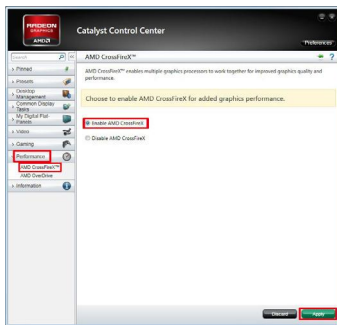 RADEON
GRAPHICS
AMD
Catalyst Control Center
Preferences
Search
AMD CrossFireX™
Pinned
Presets
Desktop
Management
Common Display
Tasks
My Digital Flat-
Panels
Video
Gaming
Performance
AMD CrossFireX™
AMD OverDrive
Information
AMD CrossFireX™ enables multiple graphics processors to work together for improved graphics quality and
performance.
Choose to enable AMD CrossFireX for added graphics performance.
Enable AMD CrossFireX
Disable AMD CrossFireX
Discard
Apply